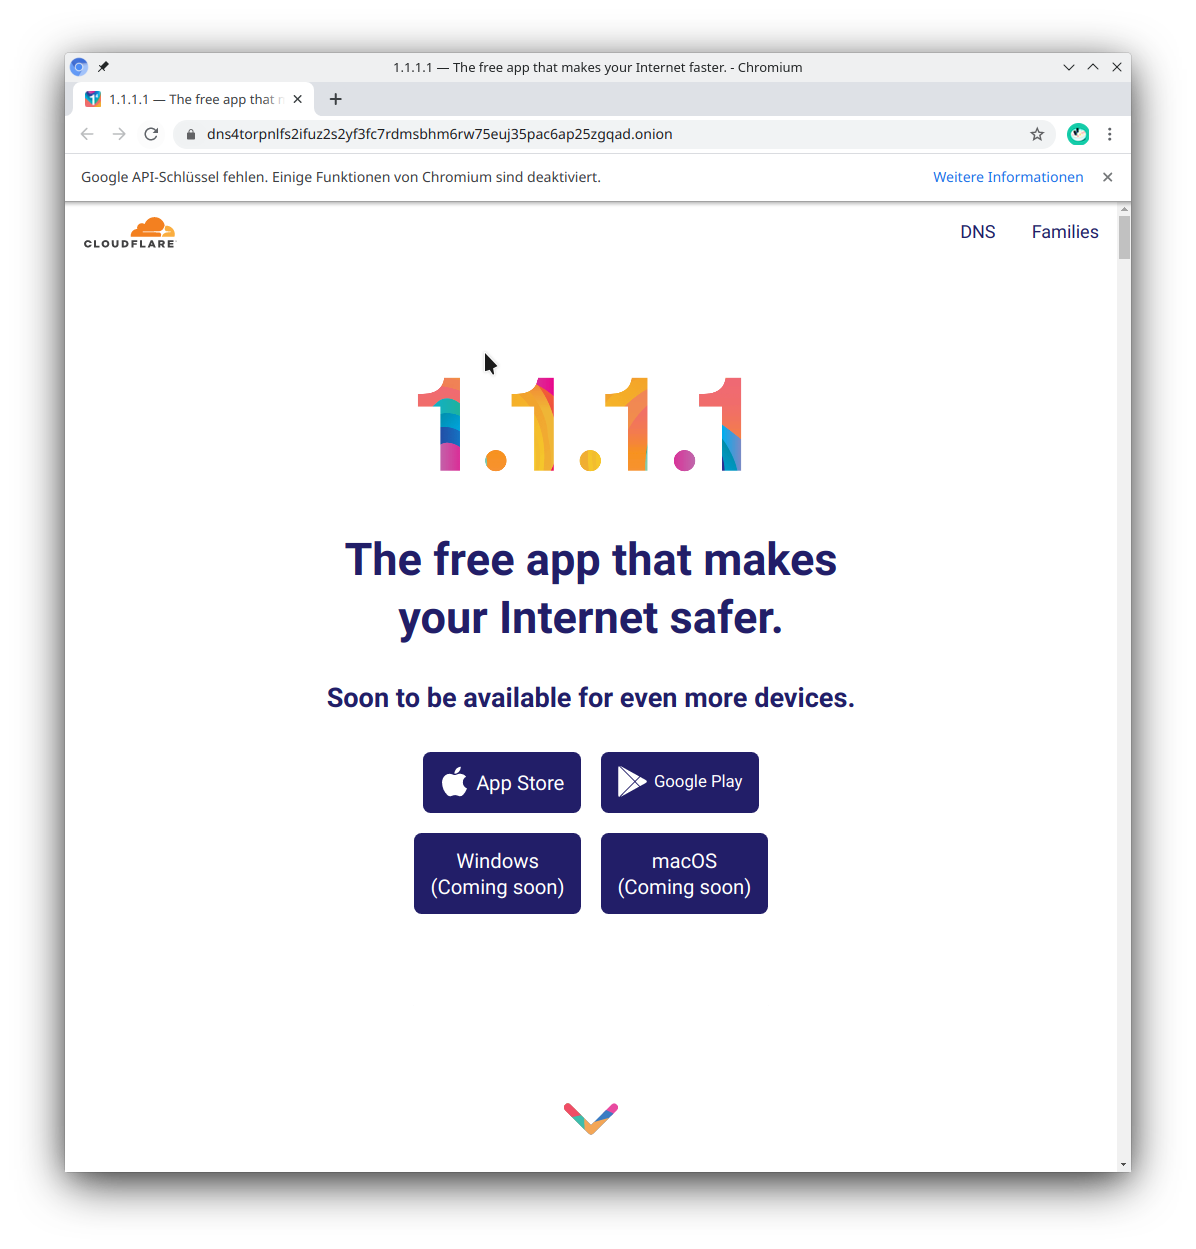 1.1.1.1 — The free app that makes your Internet faster. - Chromium
1.1.1.1 — The free app that
dns4torpnlfs2ifuz2s2yf3fc7rdmsbhm6rw75euj35pac6ap25zgqad.onion
Google API-Schlüssel fehlen. Einige Funktionen von Chromium sind deaktiviert.
Weitere Informationen
CLOUDFLARE
DNS
Families
1.1.1.1
The free app that makes
your Internet safer.
Soon to be available for even more devices.
App Store
Google Play
Windows
(Coming soon)
macOS
(Coming soon)